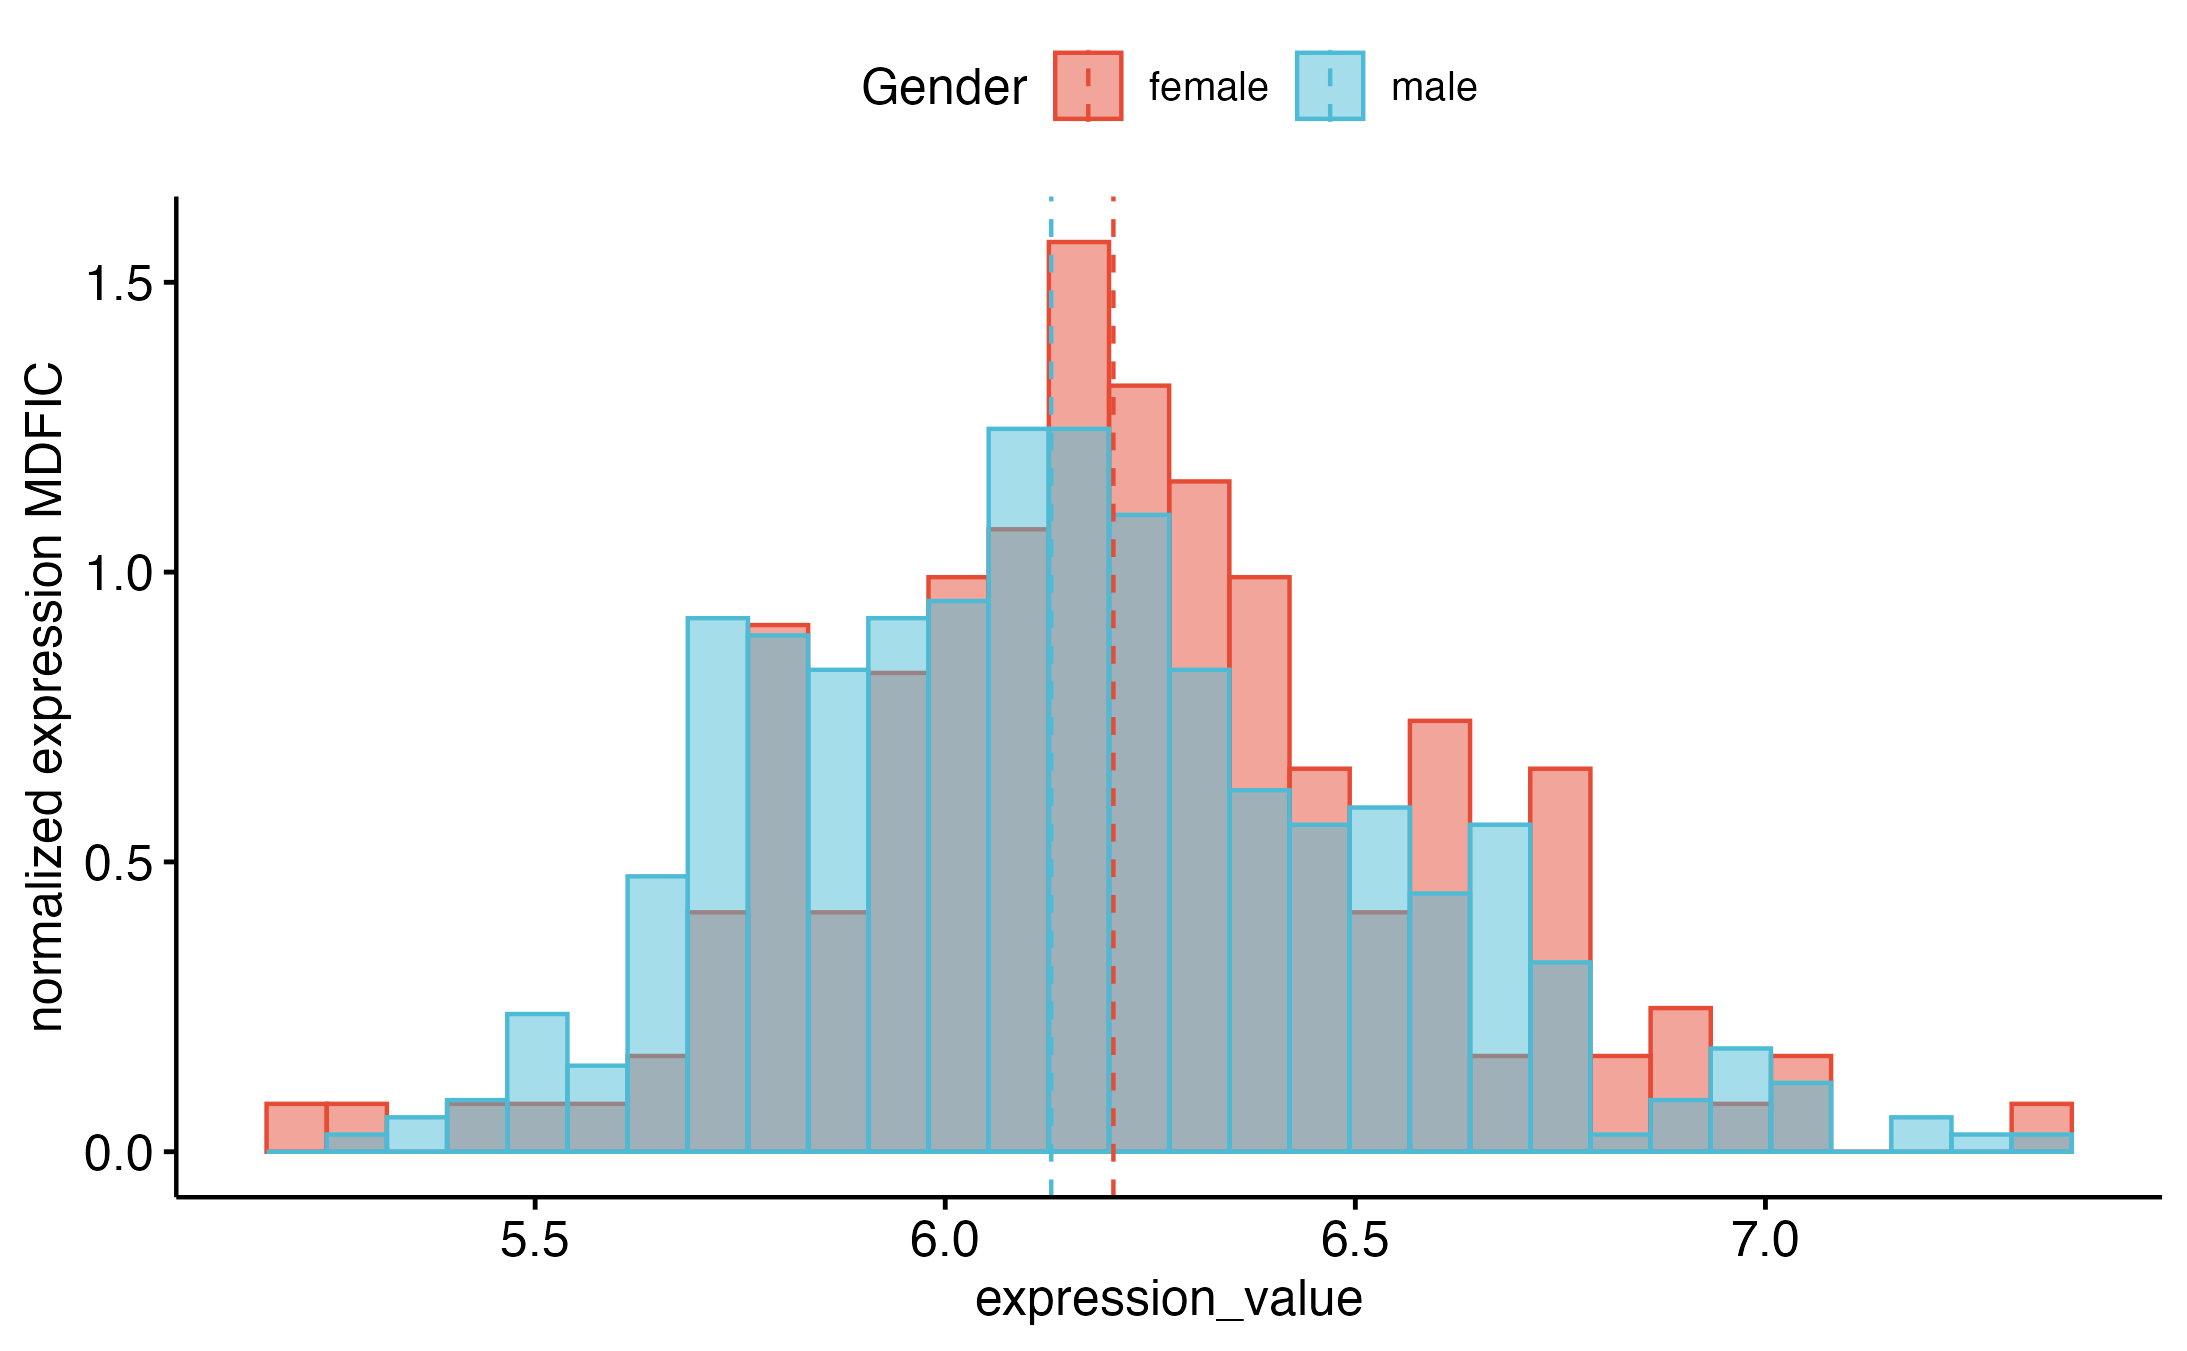 Gender female male
normalized expression MDFIC
1.5
1.0
0.5
0.0
5.5 6.0 6.5 7.0
expression_value